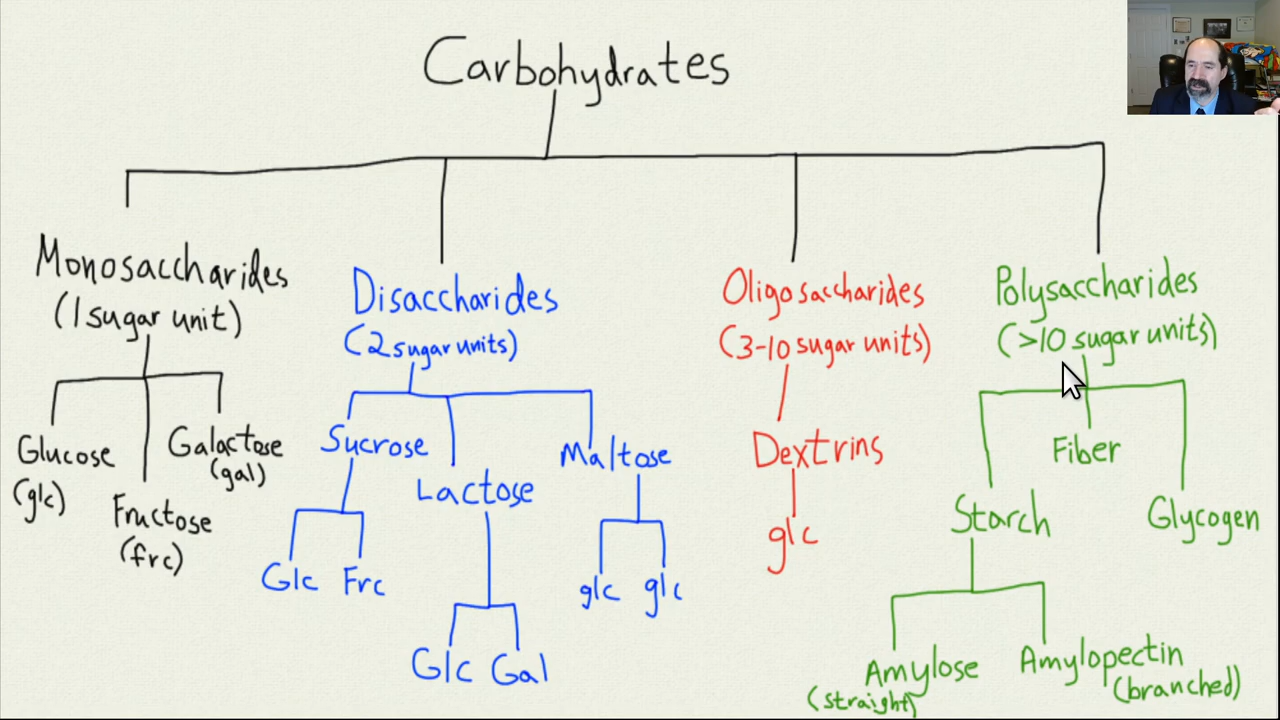 Carbohydrates
Monosaccharides
(1 sugar unit)
Glucose
(glc)
Fructose
(frc)
Galactose
(gal)
Disaccharides
(2 sugar units)
Sucrose
Glc Frc
Lactose
Glc Gal
Maltose
glc glc
Oligosaccharides
(3-10 sugar units)
Dextrins
glc
Polysaccharides
(>10 sugar units)
Starch
Fiber
Glycogen
Amylose
(straight)
Amylopectin
(branched)